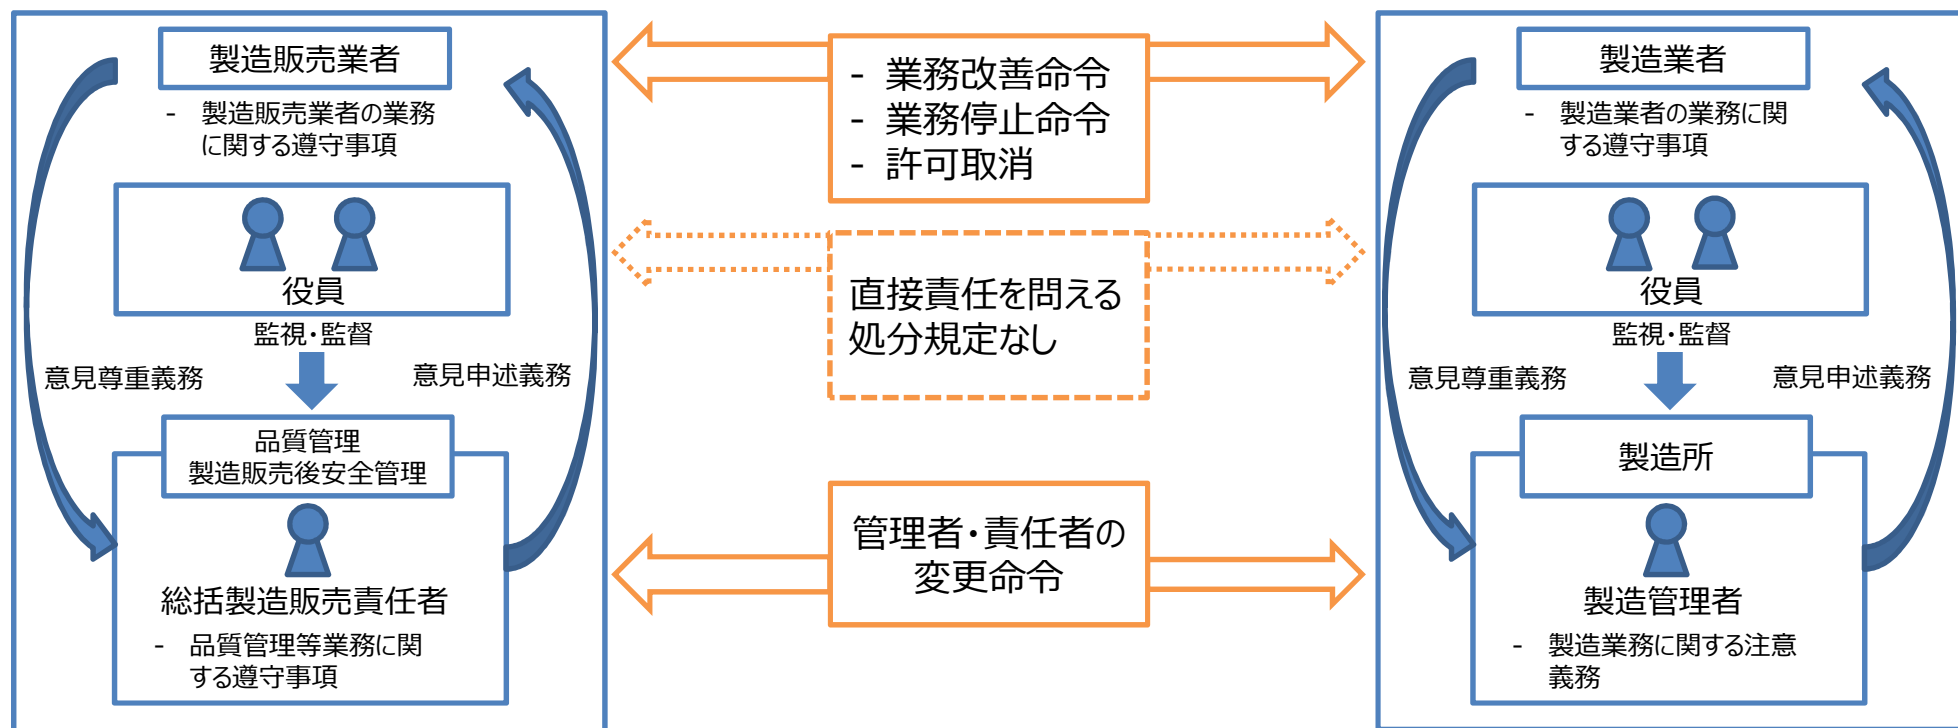 製造販売業者
- 製造販売業者の業務
に関する遵守事項
役員
監視・監督
意見尊重義務
意見申述義務
品質管理
製造販売後安全管理
総括製造販売責任者
- 品質管理等業務に関
する遵守事項
- 業務改善命令
- 業務停止命令
- 許可取消
直接責任を問える
処分規定なし
管理者・責任者の
変更命令
製造業者
- 製造業者の業務に関
する遵守事項
役員
監視・監督
意見尊重義務
意見申述義務
製造所
製造管理者
- 製造業務に関する注意
義務